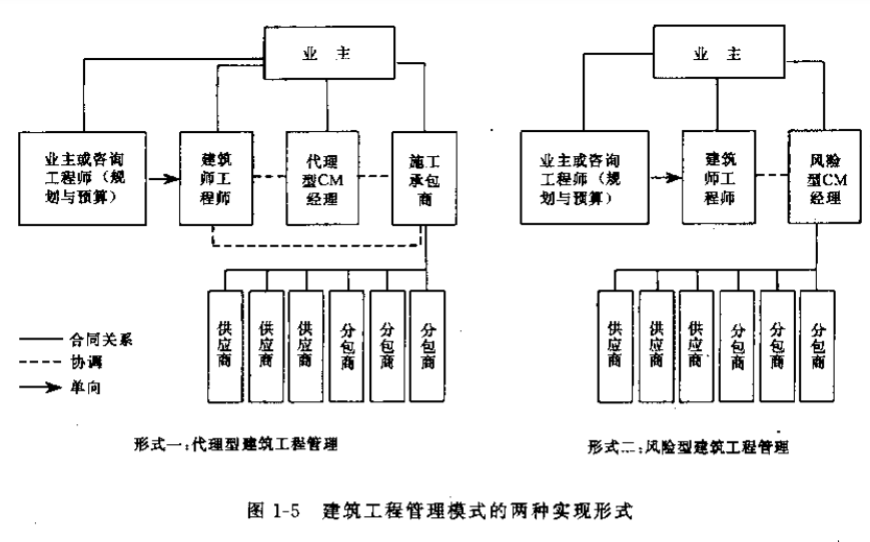 业 主
业主或咨询
工程师（规
划与预算）
建筑
师工
程师
代理
型CM
经理
施工
承包
商
供应商
供应商
供应商
分包商
分包商
分包商
合同关系
协调
单向
形式一:代理型建筑工程管理
业 主
业主或咨询
工程师（规
划与预算）
建筑
师工
程师
风险
型CM
经理
供应商
供应商
供应商
分包商
分包商
分包商
形式二:风险型建筑工程管理
图 1-5 建筑工程管理模式的两种实现形式